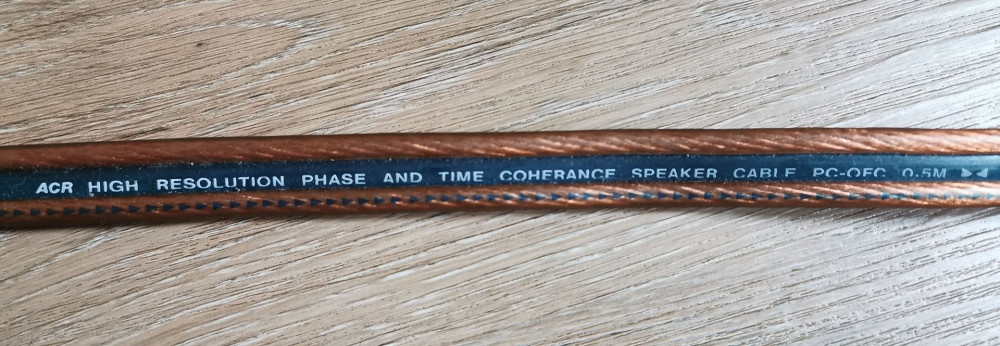 ACR HIGH RESOLUTION PHASE AND TIME COHERANCE SPEAKER CABLE PC-OFC 0.5M